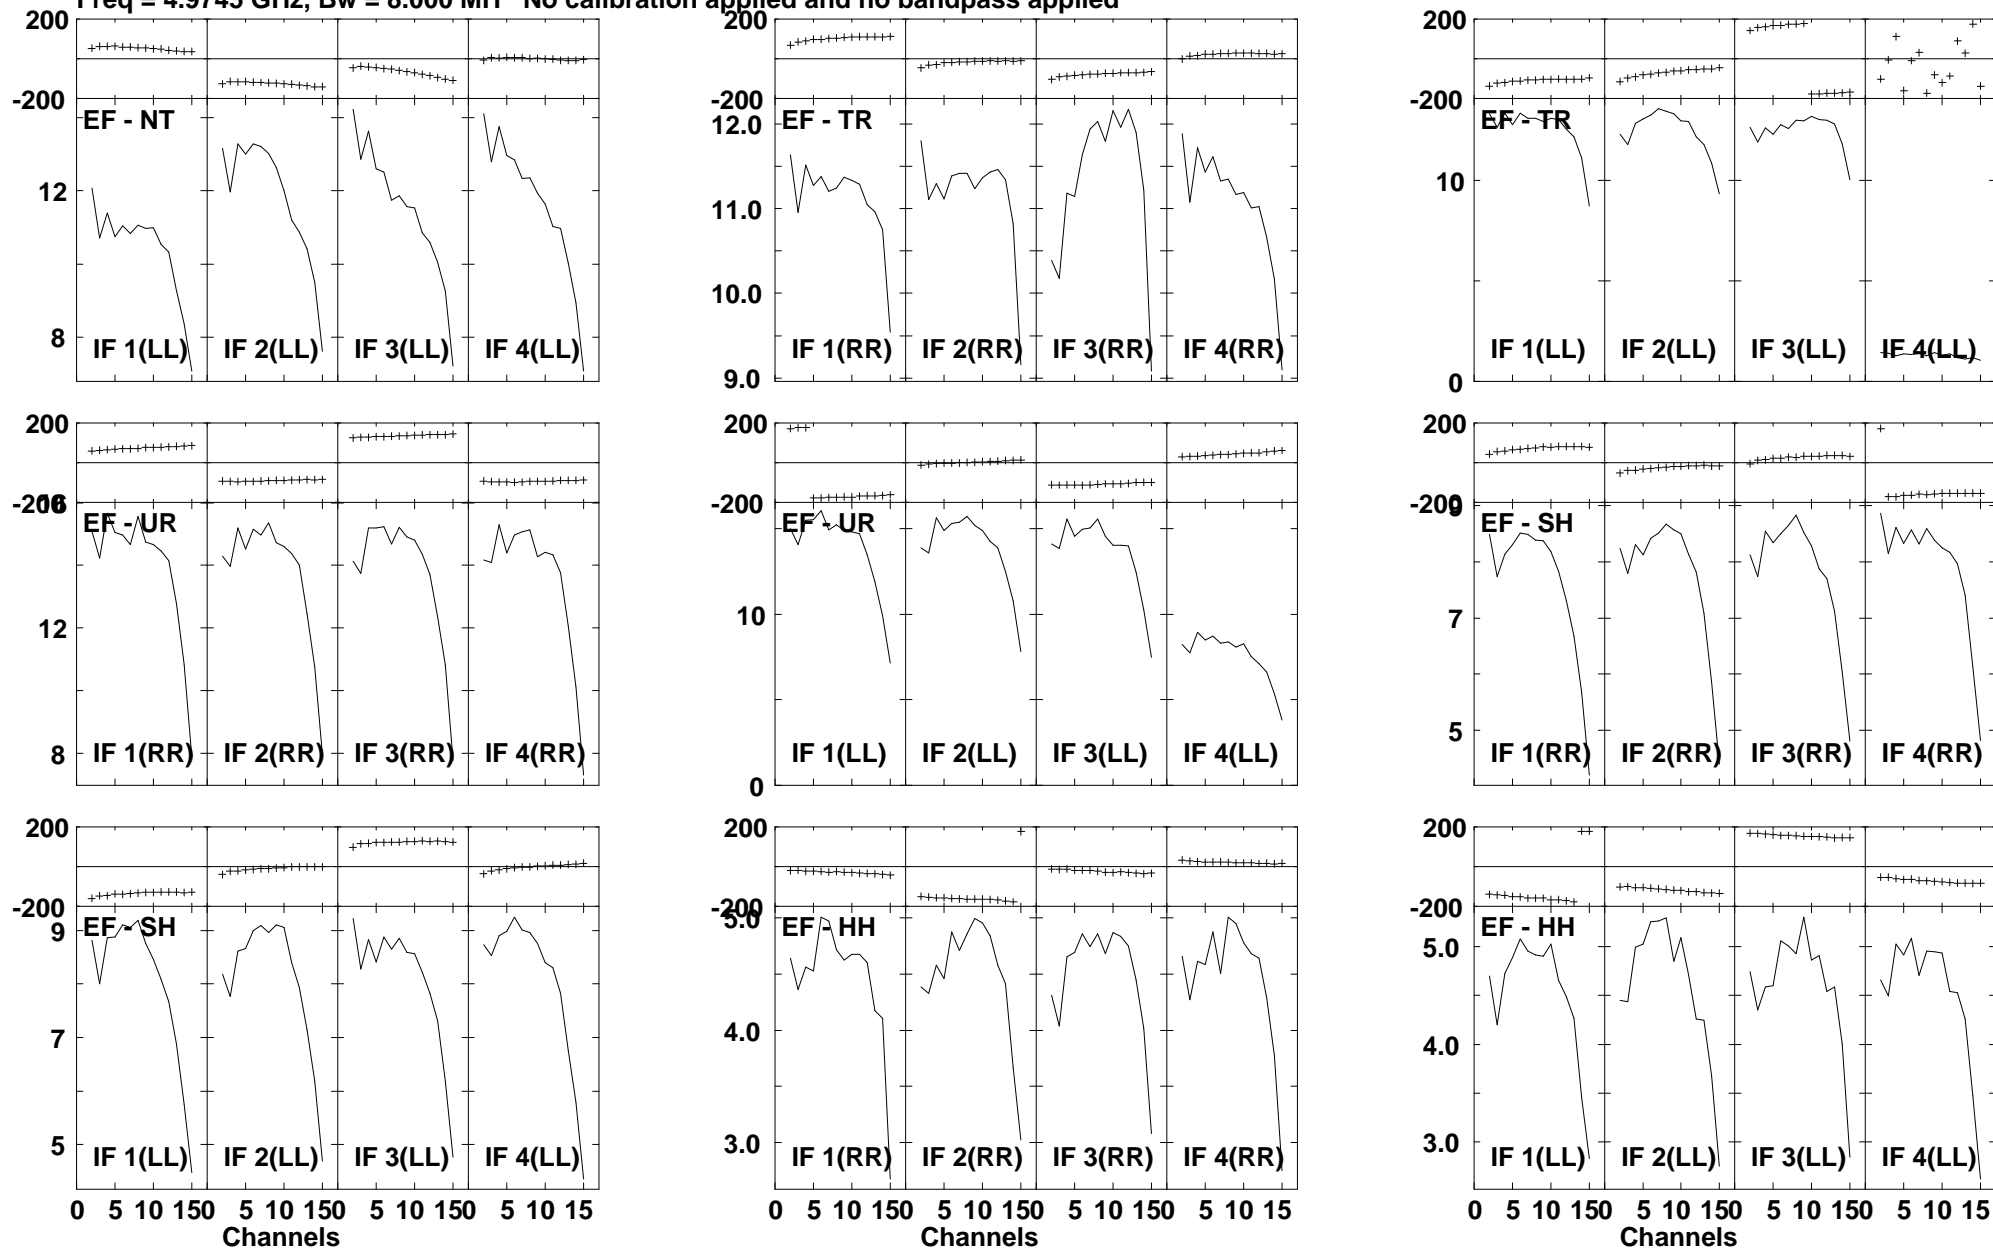 Freq = 4.9745 GHz, Bw = 8.000 MH No calibration applied and no bandpass applied
200
-200
EF - NT
12
8
IF 1(LL) IF 2(LL) IF 3(LL) IF 4(LL)
200
-200
EF - TR
12.0
11.0
10.0
9.0
IF 1(RR) IF 2(RR) IF 3(RR) IF 4(RR)
200
-200
EF - TR
10
0
IF 1(LL) IF 2(LL) IF 3(LL) IF 4(LL)
200
-200
16
EF - UR
12
8
IF 1(RR) IF 2(RR) IF 3(RR) IF 4(RR)
200
-200
EF - UR
10
0
IF 1(LL) IF 2(LL) IF 3(LL) IF 4(LL)
200
-200
9
EF - SH
7
5
IF 1(RR) IF 2(RR) IF 3(RR) IF 4(RR)
200
-200
EF - SH
9
7
5
IF 1(LL) IF 2(LL) IF 3(LL) IF 4(LL)
0 5 10 150 5 10 150 5 10 150 5 10 15
Channels
200
-200
5.0
EF - HH
4.0
3.0
IF 1(RR) IF 2(RR) IF 3(RR) IF 4(RR)
0 5 10 150 5 10 150 5 10 150 5 10 15
Channels
200
-200
EF - HH
5.0
4.0
3.0
IF 1(LL) IF 2(LL) IF 3(LL) IF 4(LL)
0 5 10 150 5 10 150 5 10 150 5 10 15
Channels